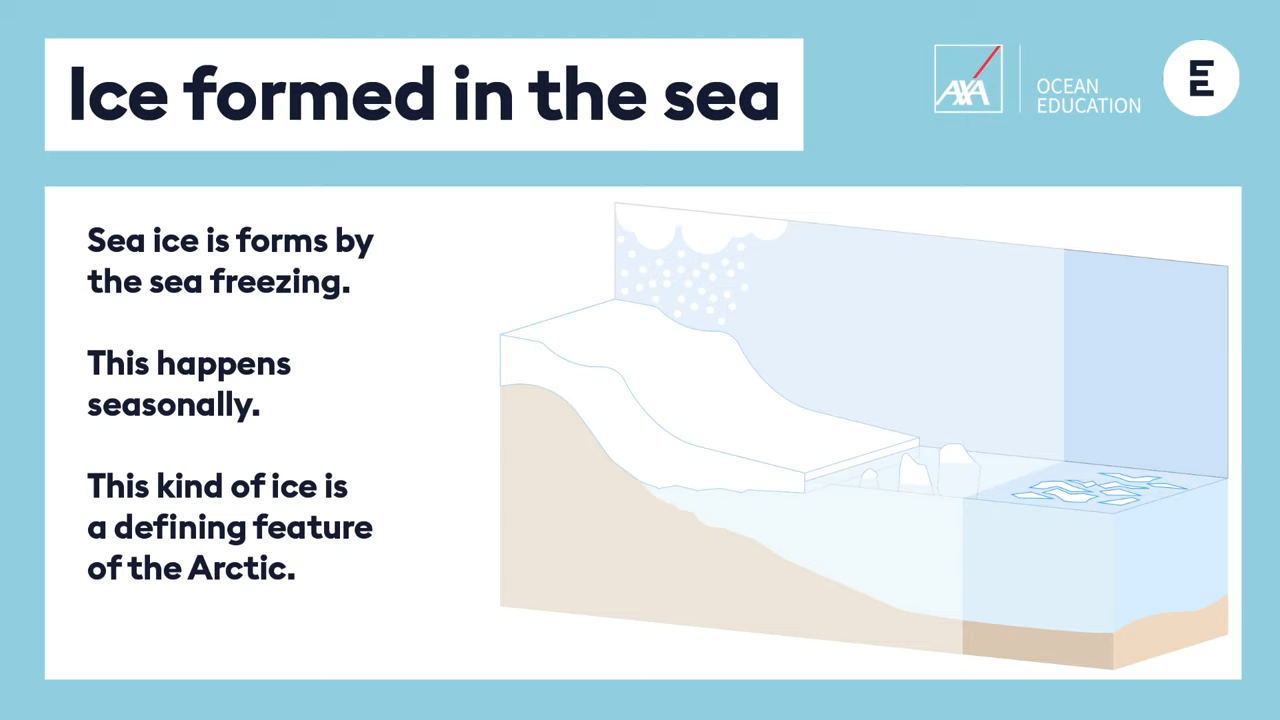 Ice formed in the sea
AXA
OCEAN
EDUCATION
E
Sea ice is forms by
the sea freezing.
This happens
seasonally.
This kind of ice is
a defining feature
of the Arctic.